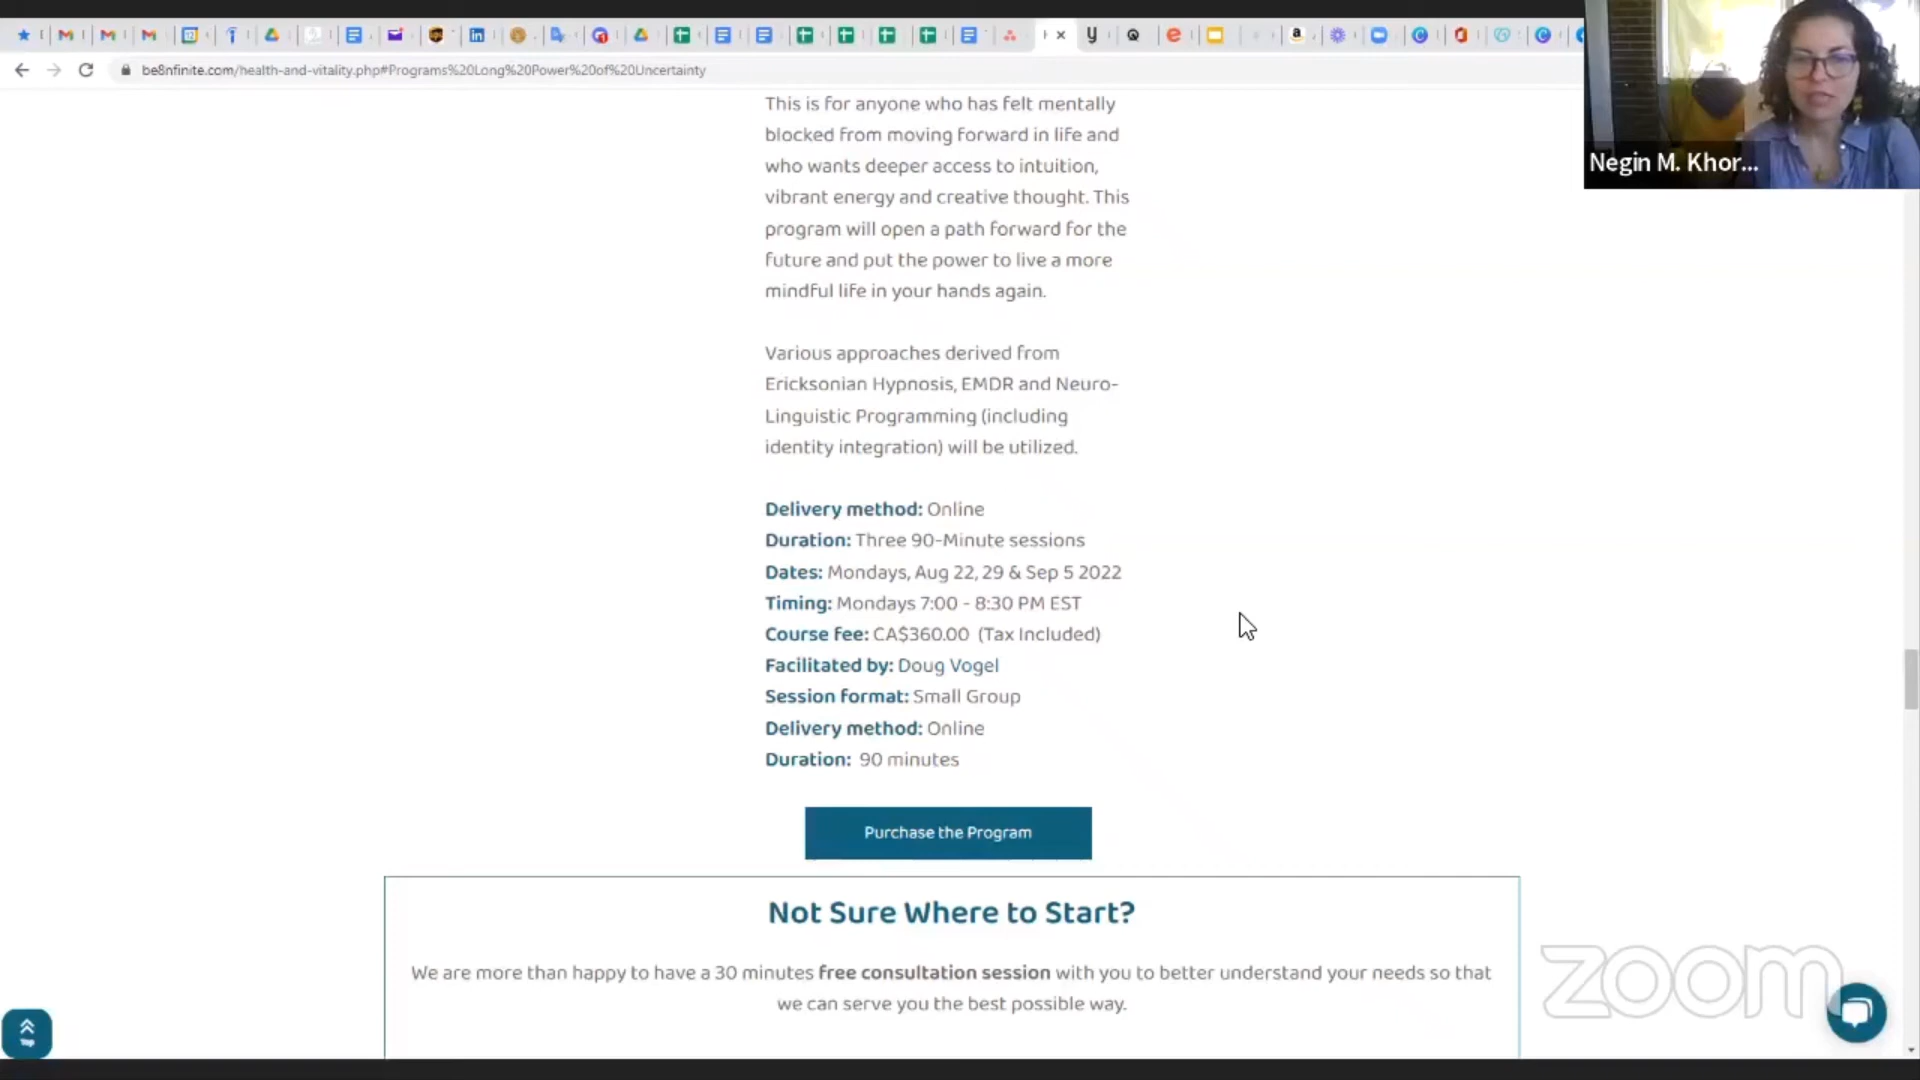 be8nfinite.com/health-and-vitality.php#Programs%20Long%20Power%20of%20Uncertainty
Negin M. Khor...
This is for anyone who has felt mentally
blocked from moving forward in life and
who wants deeper access to intuition,
vibrant energy and creative thought. This
program will open a path forward for the
future and put the power to live a more
mindful life in your hands again.
Various approaches derived from
Ericksonian Hypnosis, EMDR and Neuro-
Linguistic Programming (including
identity integration) will be utilized.
Delivery method: Online
Duration: Three 90-Minute sessions
Dates: Mondays, Aug 22, 29 & Sep 5 2022
Timing: Mondays 7:00 - 8:30 PM EST
Course fee: CA$360.00 (Tax Included)
Facilitated by: Doug Vogel
Session format: Small Group
Delivery method: Online
Duration: 90 minutes
Purchase the Program
Not Sure Where to Start?
We are more than happy to have a 30 minutes free consultation session with you to better understand your needs so that
we can serve you the best possible way.
zoom
Top